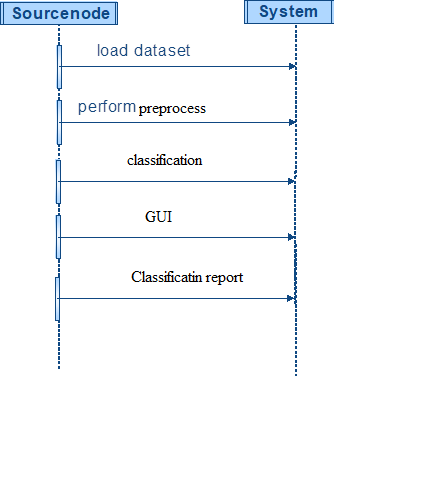 Sourcenode System
load dataset
perform preprocess
classification
GUI
Classificatin report